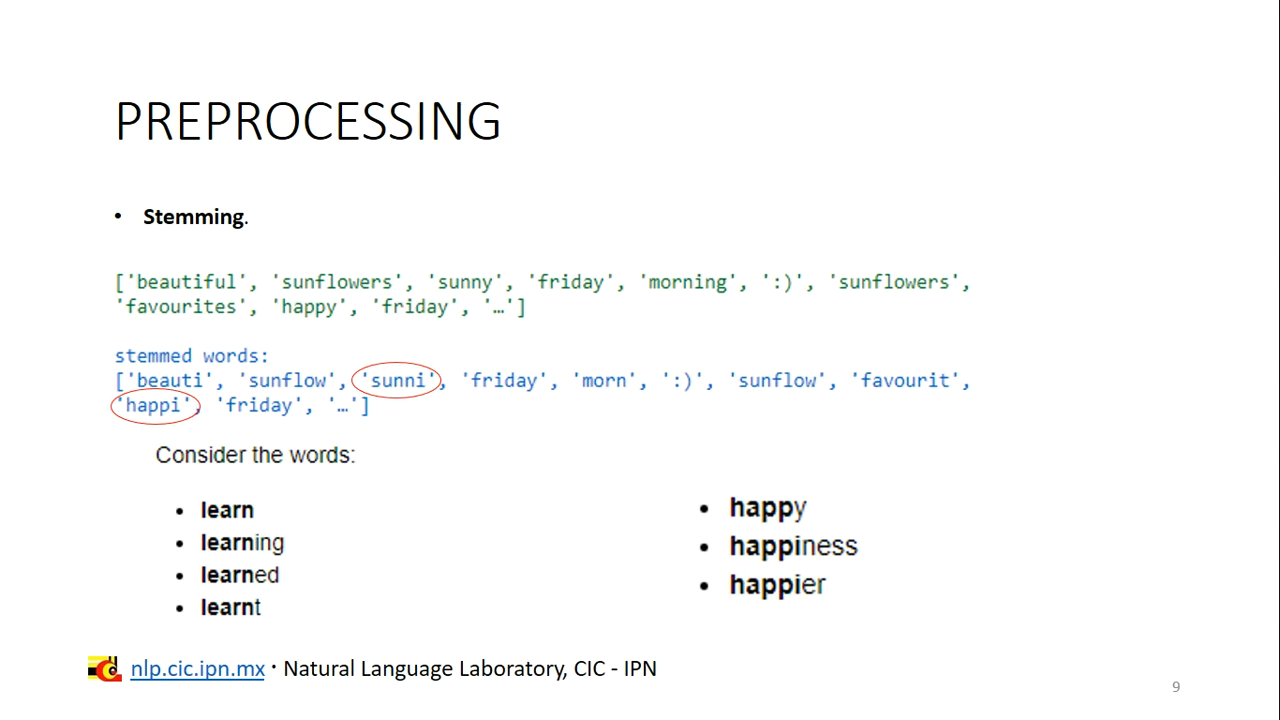 PREPROCESSING
• Stemming.
['beautiful', 'sunflowers', 'sunny', 'friday', 'morning', ':)', 'sunflowers',
'favourites', 'happy', 'friday', '…']
stemmed words:
['beauti', 'sunflow', 'sunni', 'friday', 'morn', ':)', 'sunflow', 'favourit',
'happi', 'friday', '…']
Consider the words:
• learn
• learning
• learned
• learnt
• happy
• happiness
• happier
nlp.cic.ipn.mx · Natural Language Laboratory, CIC - IPN
9